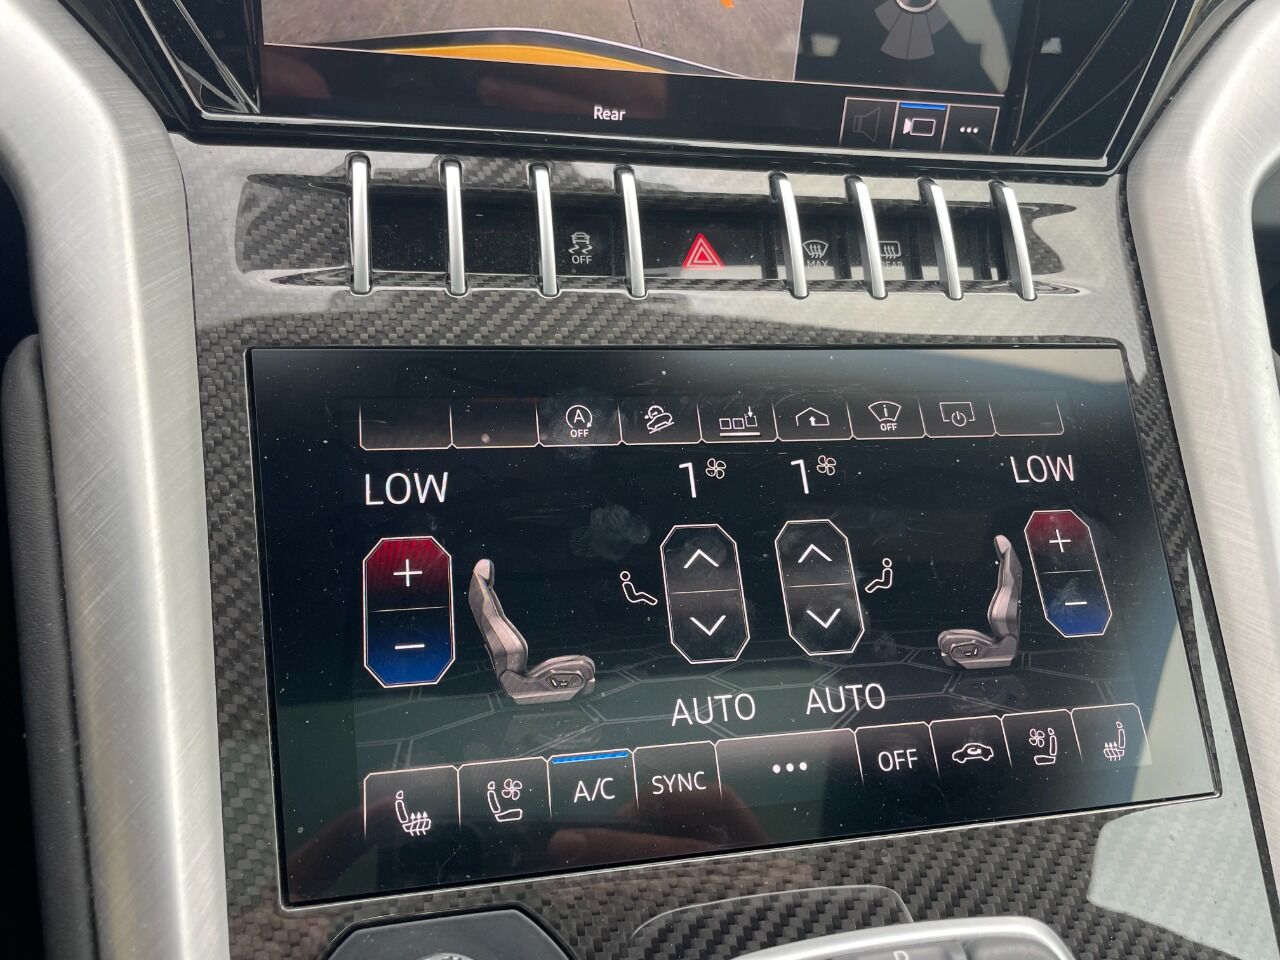 Rear
OFF
MAX
REAR
A
OFF
i
OFF
LOW
1
1
LOW
+
+
−
−
AUTO
AUTO
A/C
SYNC
•••
OFF